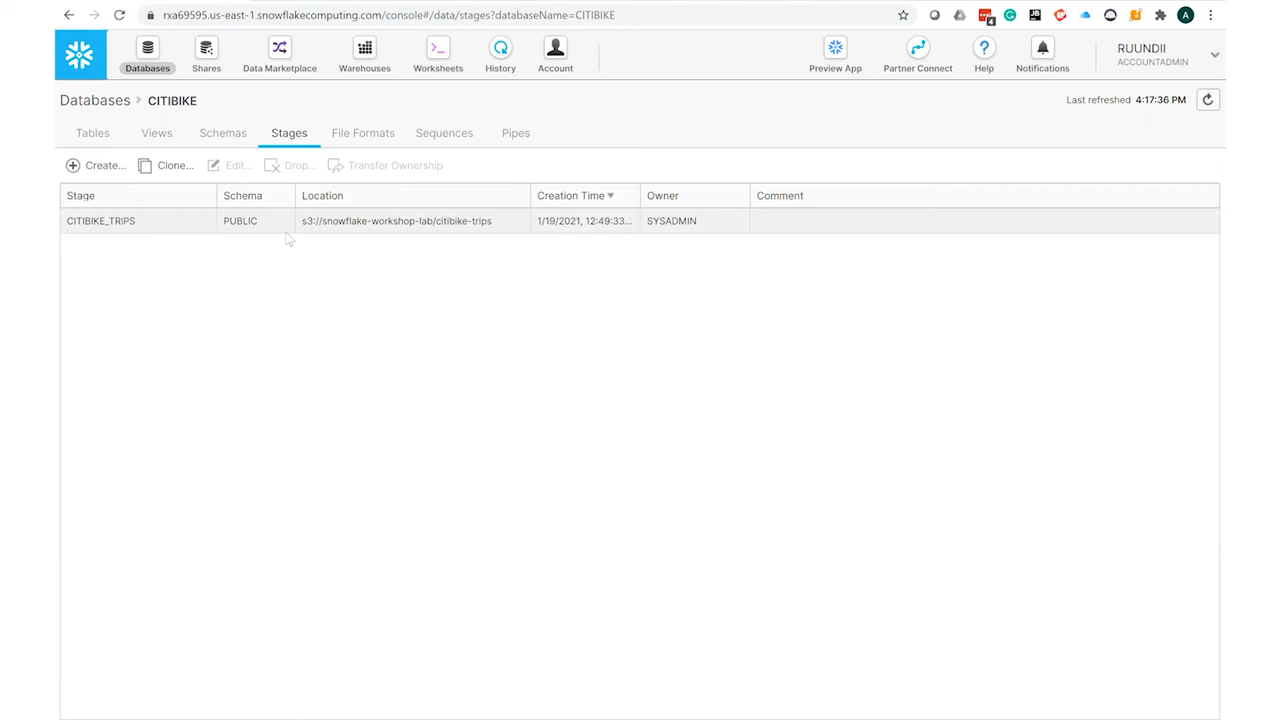 rxa69595.us-east-1.snowflakecomputing.com/console#/data/stages?databaseName=CITIBIKE
4
A
Databases
Shares
Data Marketplace
Warehouses
Worksheets
History
Account
Preview App
Partner Connect
Help
Notifications
RUUNDII
ACCOUNTADMIN
Databases > CITIBIKE
Last refreshed 4:17:36 PM
Tables Views Schemas Stages File Formats Sequences Pipes
Create... Clone... Edit... Drop... Transfer Ownership
Stage Schema Location Creation Time Owner Comment
CITIBIKE_TRIPS PUBLIC s3://snowflake-workshop-lab/citibike-trips 1/19/2021, 12:49:33... SYSADMIN